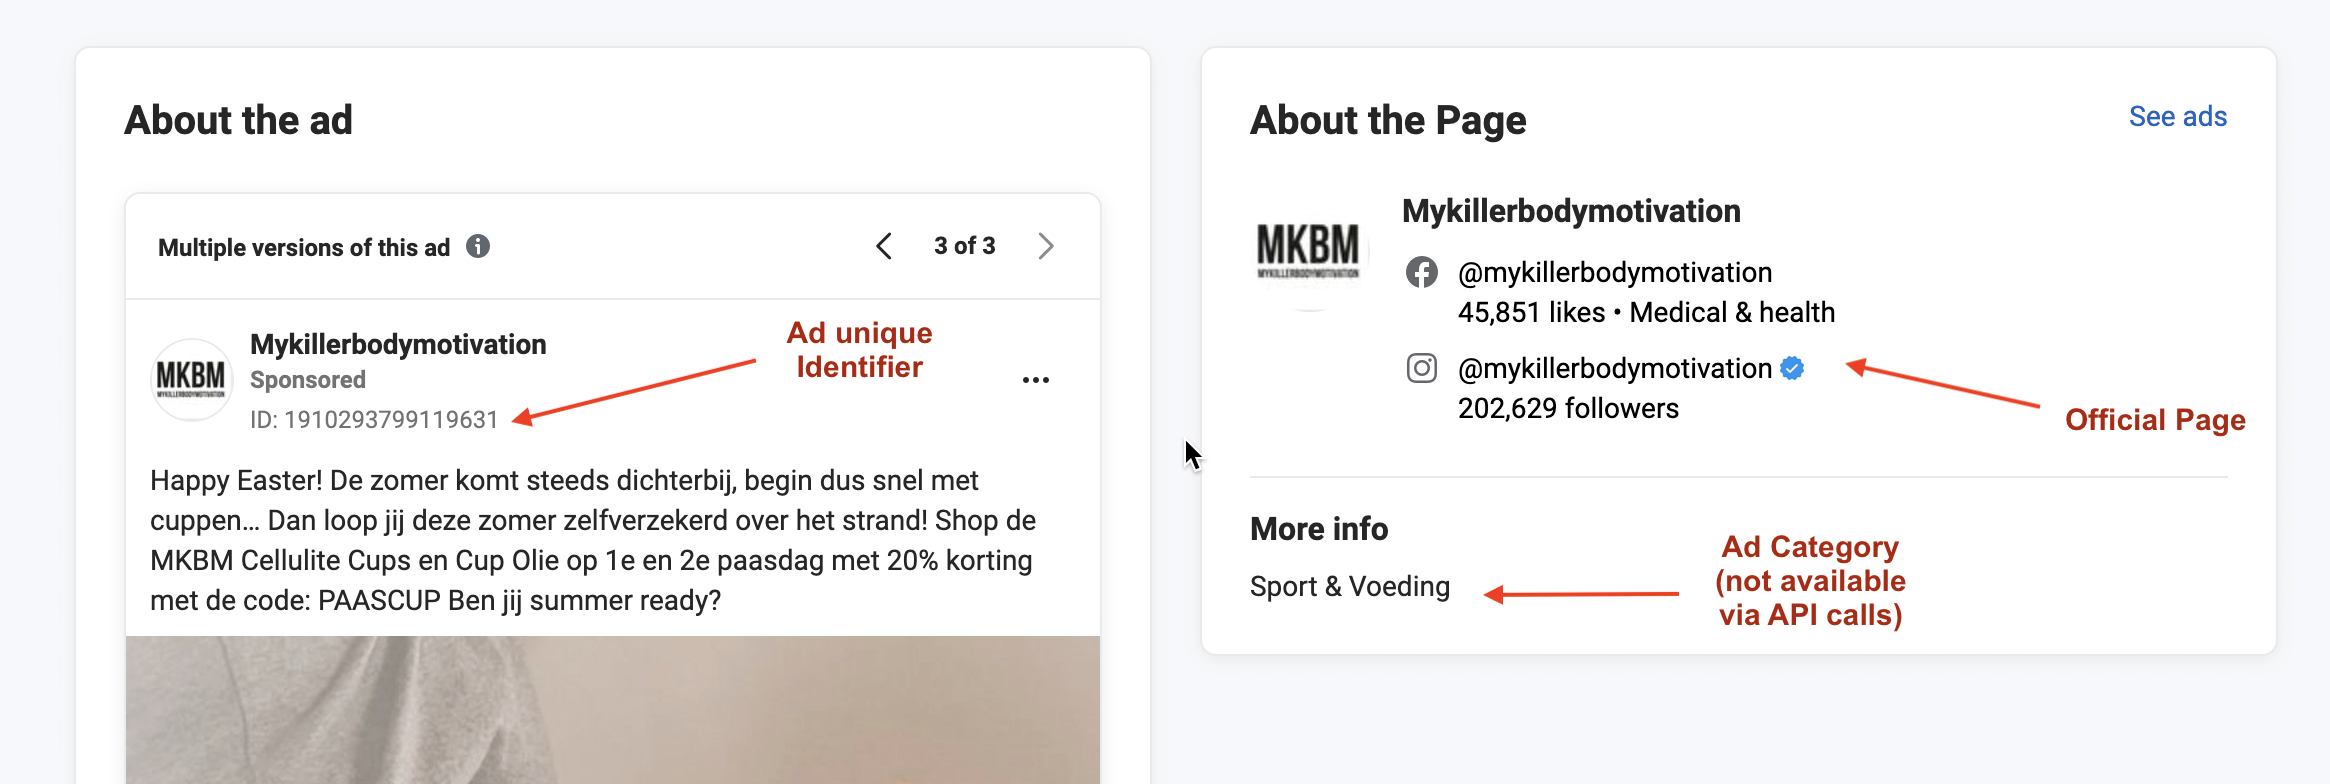 About the ad
Multiple versions of this ad
3 of 3
MKBM
MYKILLERBODYMOTIVATION
Mykillerbodymotivation
Sponsored
ID: 1910293799119631
Ad unique
Identifier
Happy Easter! De zomer komt steeds dichterbij, begin dus snel met
cuppen... Dan loop jij deze zomer zelfverzekerd over het strand! Shop de
MKBM Cellulite Cups en Cup Olie op 1e en 2e paasdag met 20% korting
met de code: PAASCUP Ben jij summer ready?
About the Page
See ads
MKBM
MYKILLERBODYMOTIVATION
Mykillerbodymotivation
@mykillerbodymotivation
45,851 likes • Medical & health
@mykillerbodymotivation
202,629 followers
Official Page
More info
Sport & Voeding
Ad Category
(not available
via API calls)